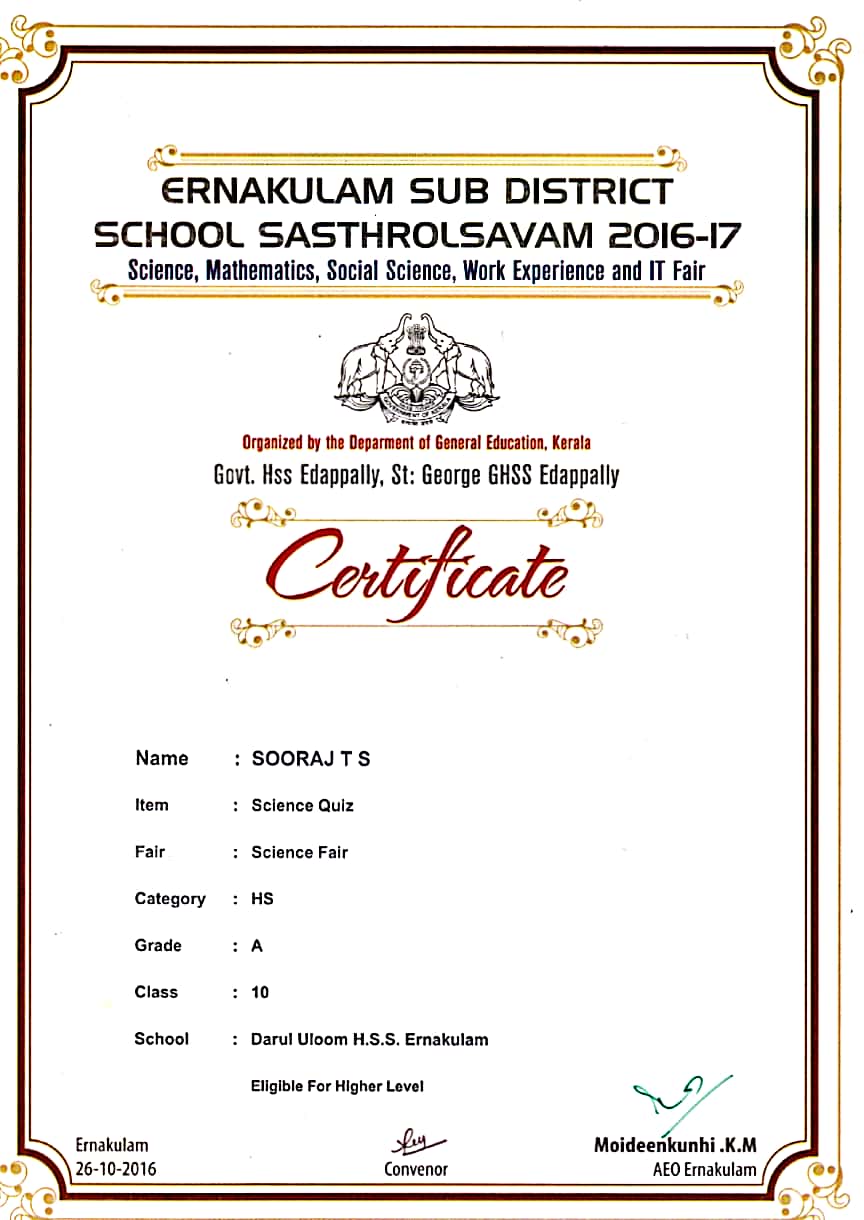 ERNAKULAM SUB DISTRICT
SCHOOL SASTHROLSAVAM 2016-17
Science, Mathematics, Social Science, Work Experience and IT Fair
GOVERNMENT OF KERALA
Organized by the Deparment of General Education, Kerala
Govt. Hss Edappally, St: George GHSS Edappally
Certificate
Name : SOORAJ T S
Item : Science Quiz
Fair : Science Fair
Category : HS
Grade : A
Class : 10
School : Darul Uloom H.S.S. Ernakulam
Eligible For Higher Level
Ernakulam
26-10-2016
Convenor
Moideenkunhi .K.M
AEO Ernakulam